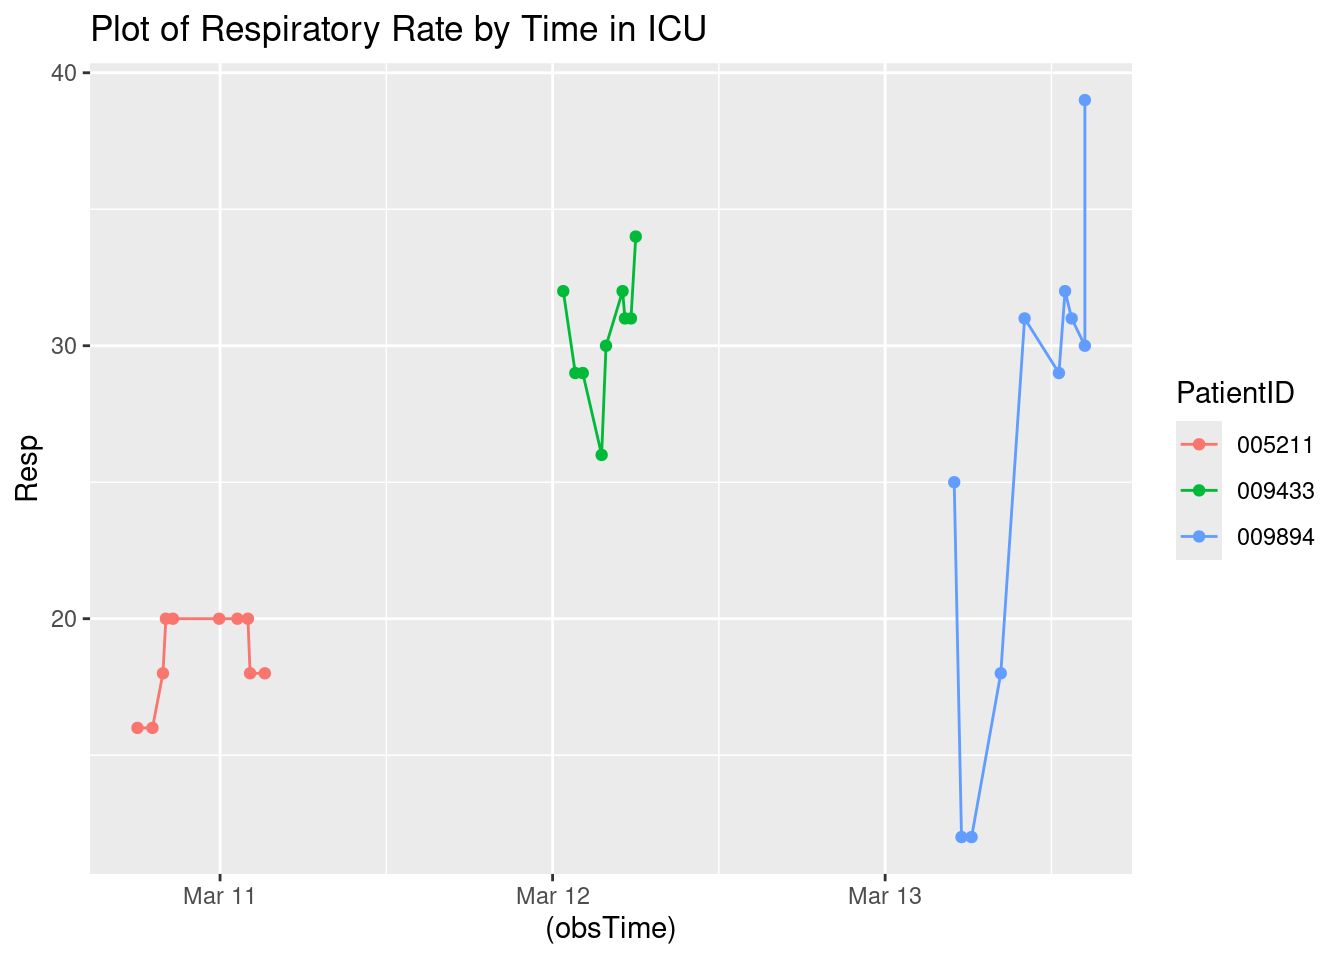 Plot of Respiratory Rate by Time in ICU
40
30
20
Resp
Mar 11
Mar 12
Mar 13
(obsTime)
PatientID
005211
009433
009894